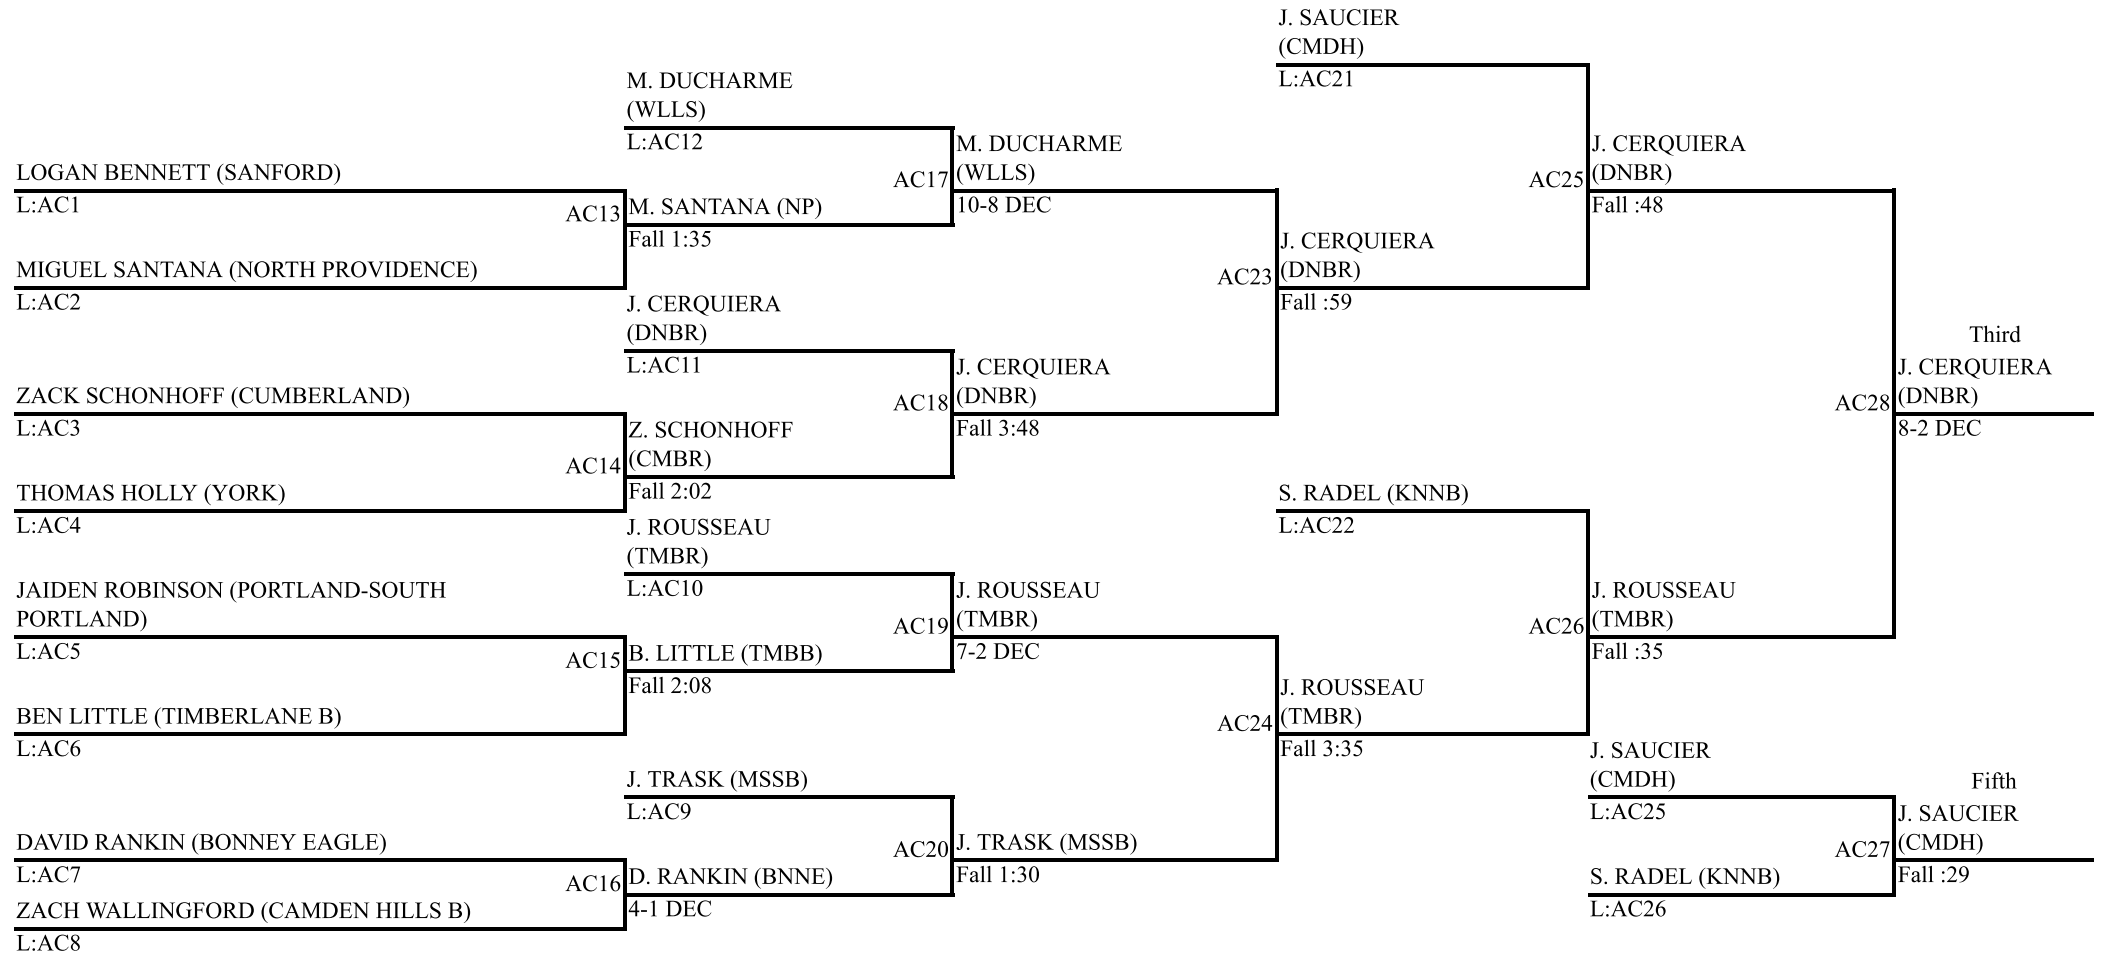 J. SAUCIER
(CMDH)
L:AC21
M. DUCHARME
(WLLS)
L:AC12
LOGAN BENNETT (SANFORD)
L:AC1
AC13
M. SANTANA (NP)
Fall 1:35
AC17
M. DUCHARME
(WLLS)
10-8 DEC
AC25
J. CERQUIERA
(DNBR)
Fall :48
MIGUEL SANTANA (NORTH PROVIDENCE)
L:AC2
J. CERQUIERA
(DNBR)
L:AC11
AC23
J. CERQUIERA
(DNBR)
Fall :59
ZACK SCHONHOFF (CUMBERLAND)
L:AC3
AC14
Z. SCHONHOFF
(CMBR)
Fall 2:02
AC18
J. CERQUIERA
(DNBR)
Fall 3:48
Third
AC28
J. CERQUIERA
(DNBR)
8-2 DEC
THOMAS HOLLY (YORK)
L:AC4
J. ROUSSEAU
(TMBR)
L:AC10
S. RADEL (KNNB)
L:AC22
JAIDEN ROBINSON (PORTLAND-SOUTH
PORTLAND)
L:AC5
AC15
B. LITTLE (TMBB)
Fall 2:08
AC19
J. ROUSSEAU
(TMBR)
7-2 DEC
AC26
J. ROUSSEAU
(TMBR)
Fall :35
BEN LITTLE (TIMBERLANE B)
L:AC6
AC24
J. ROUSSEAU
(TMBR)
Fall 3:35
J. TRASK (MSSB)
L:AC9
J. SAUCIER
(CMDH)
L:AC25
Fifth
DAVID RANKIN (BONNEY EAGLE)
L:AC7
AC16
D. RANKIN (BNNE)
4-1 DEC
AC20
J. TRASK (MSSB)
Fall 1:30
AC27
J. SAUCIER
(CMDH)
Fall :29
S. RADEL (KNNB)
L:AC26
ZACH WALLINGFORD (CAMDEN HILLS B)
L:AC8